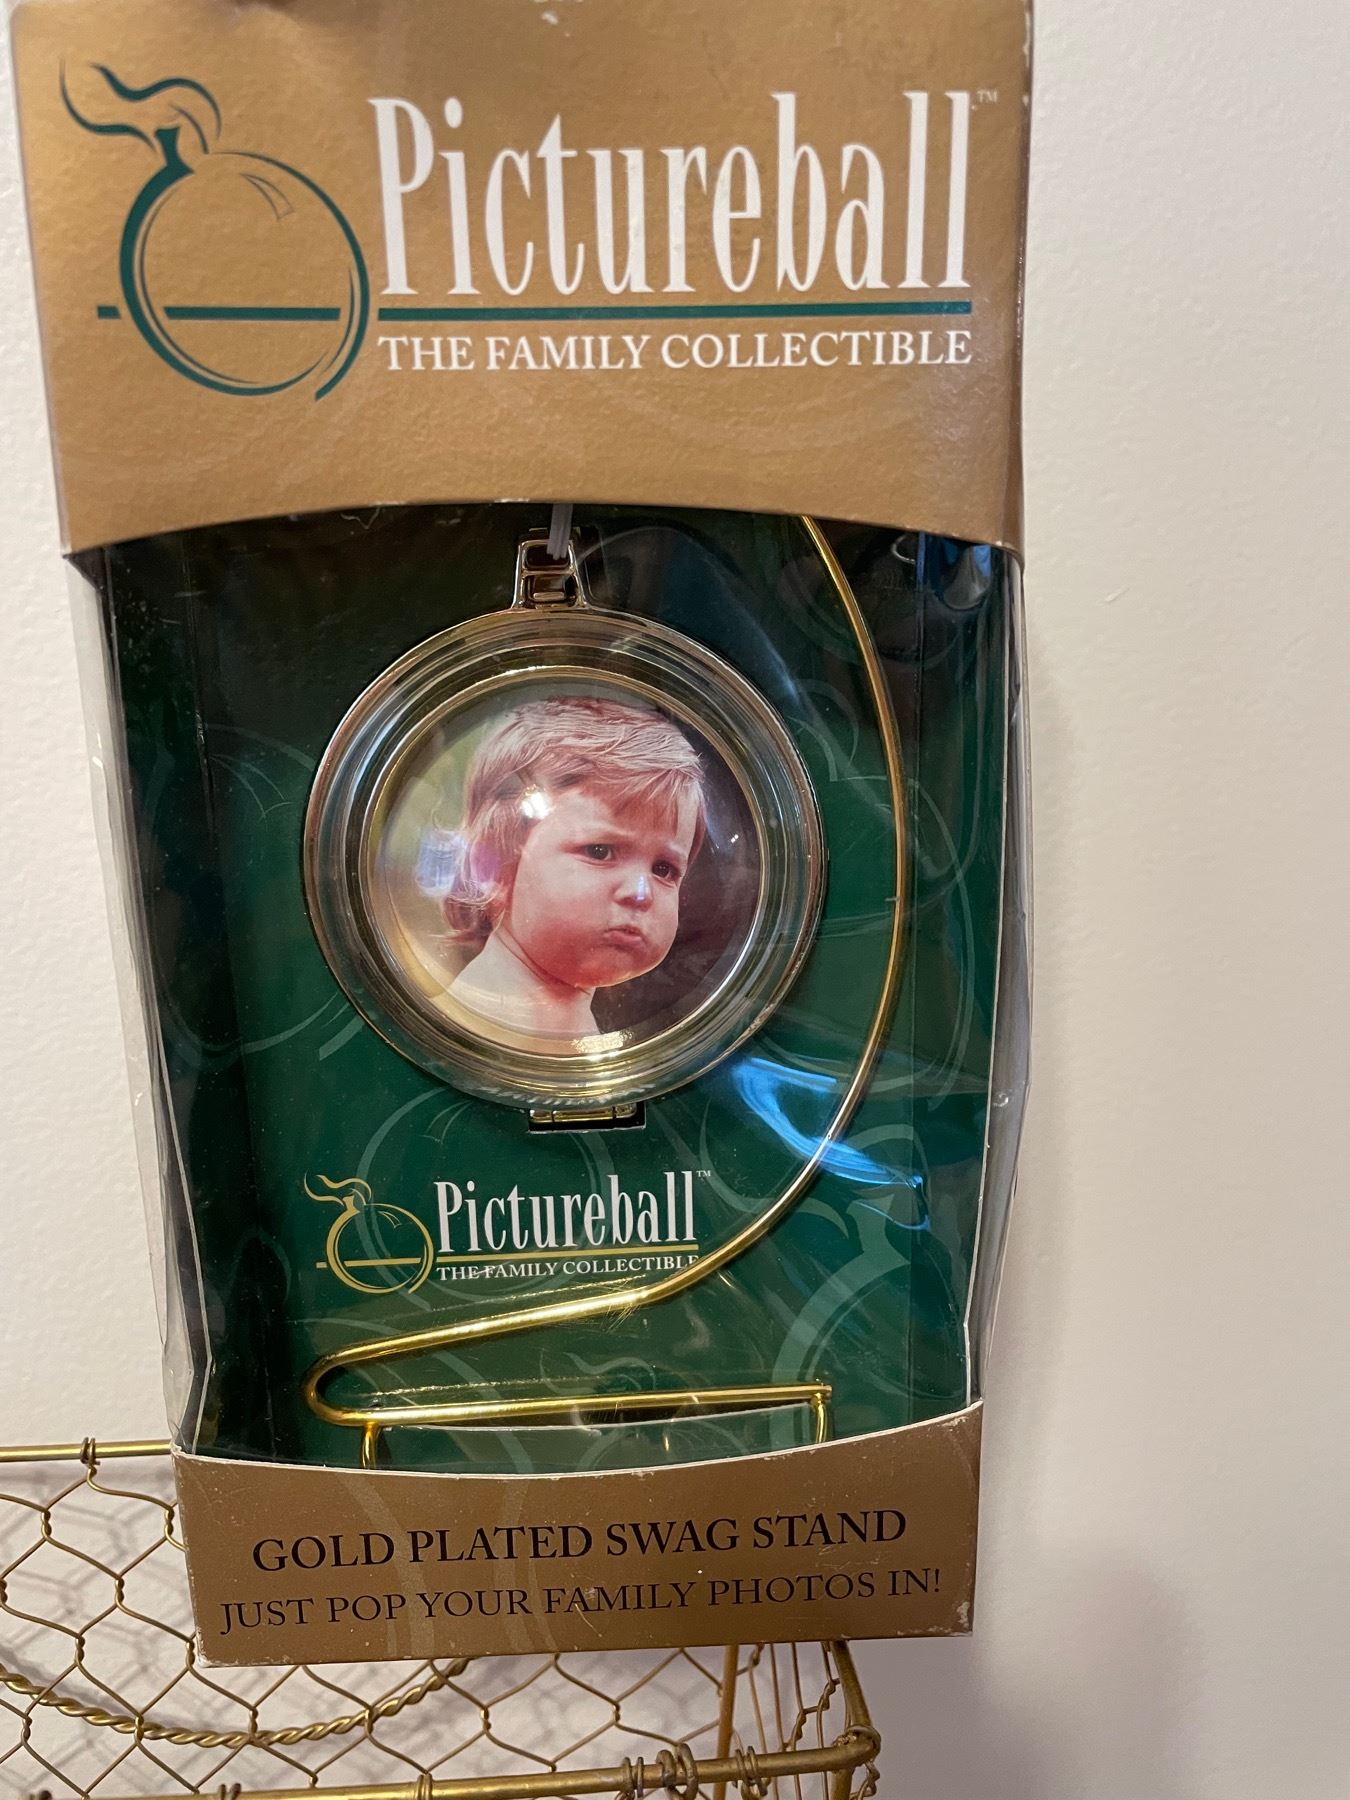 Pictureball™
THE FAMILY COLLECTIBLE
Pictureball™
THE FAMILY COLLECTIBLE
GOLD PLATED SWAG STAND
JUST POP YOUR FAMILY PHOTOS IN!